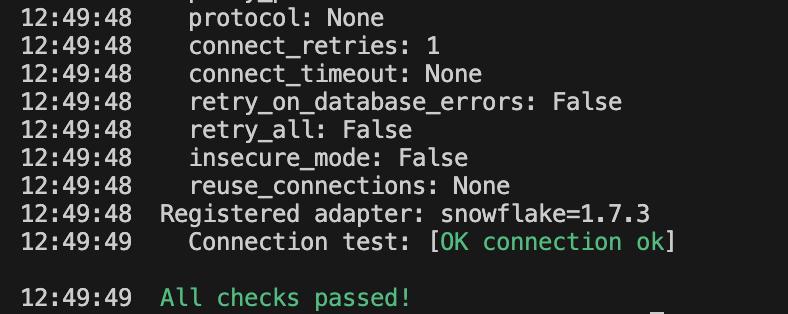 12:49:48 protocol: None
12:49:48 connect_retries: 1
12:49:48 connect_timeout: None
12:49:48 retry_on_database_errors: False
12:49:48 retry_all: False
12:49:48 insecure_mode: False
12:49:48 reuse_connections: None
12:49:48 Registered adapter: snowflake=1.7.3
12:49:49 Connection test: [OK connection ok]
12:49:49 All checks passed!